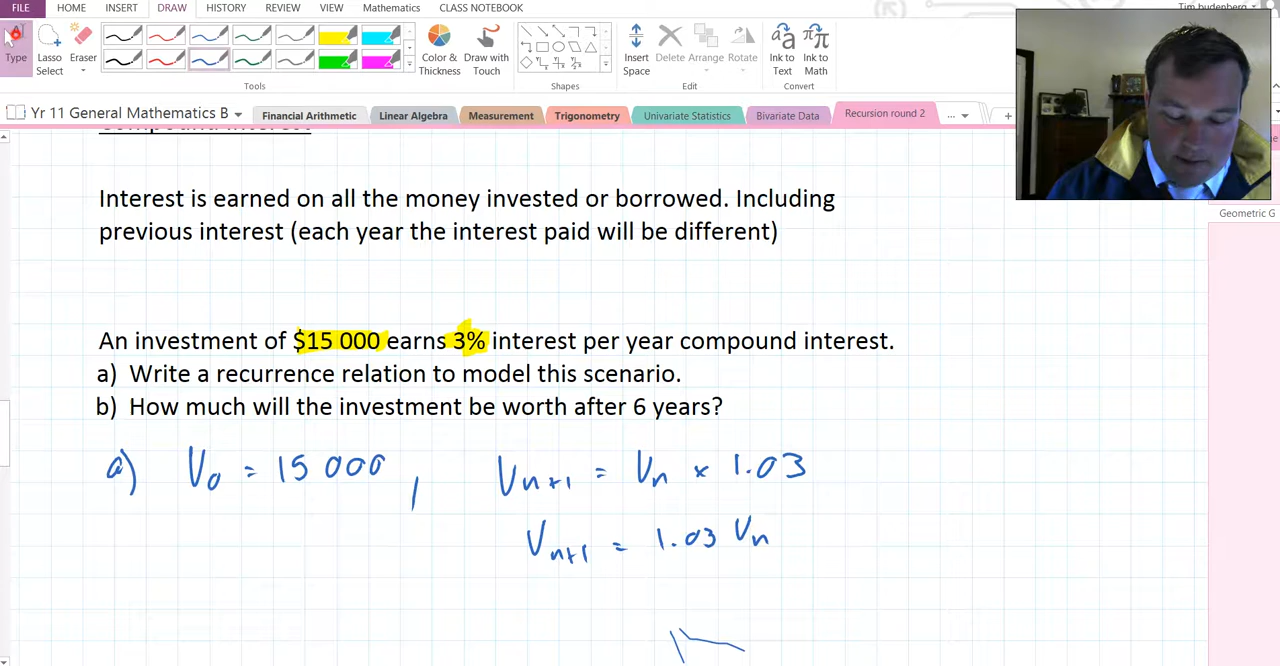 FILE HOME INSERT DRAW HISTORY REVIEW VIEW Mathematics CLASS NOTEBOOK
Type Lasso Select Eraser Color & Thickness Draw with Touch Insert Space Delete Arrange Rotate Ink to Text Ink to Math
Tools Shapes Edit Convert
Yr 11 General Mathematics B Financial Arithmetic Linear Algebra Measurement Trigonometry Univariate Statistics Bivariate Data Recursion round 2 ... +
Compound Interest
Geometric G
Interest is earned on all the money invested or borrowed. Including
previous interest (each year the interest paid will be different)
An investment of $15 000 earns 3% interest per year compound interest.
a) Write a recurrence relation to model this scenario.
b) How much will the investment be worth after 6 years?
a) V₀ = 15 000 , Vₙ₊₁ = Vₙ × 1.03
Vₙ₊₁ = 1.03 Vₙ